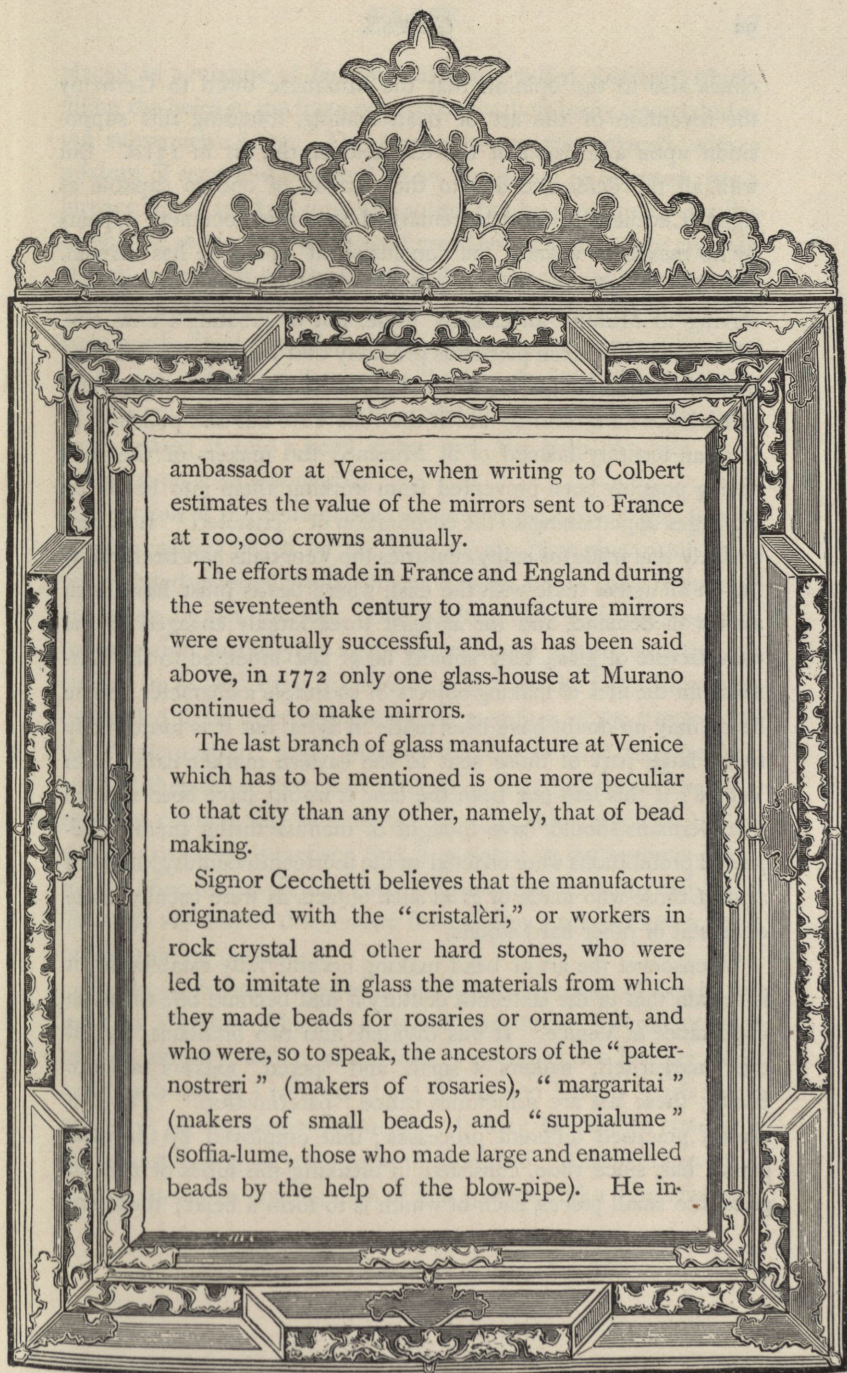 ambassador at Venice, when writing to Colbert
estimates the value of the mirrors sent to France
at 100,000 crowns annually.
The efforts made in France and England during
the seventeenth century to manufacture mirrors
were eventually successful, and, as has been said
above, in 1772 only one glass-house at Murano
continued to make mirrors.
The last branch of glass manufacture at Venice
which has to be mentioned is one more peculiar
to that city than any other, namely, that of bead
making.
Signor Cecchetti believes that the manufacture
originated with the “cristalèri,” or workers in
rock crystal and other hard stones, who were
led to imitate in glass the materials from which
they made beads for rosaries or ornament, and
who were, so to speak, the ancestors of the “pater-
nostreri” (makers of rosaries), “margaritai”
(makers of small beads), and “suppialume”
(soffia-lume, those who made large and enamelled
beads by the help of the blow-pipe). He in-